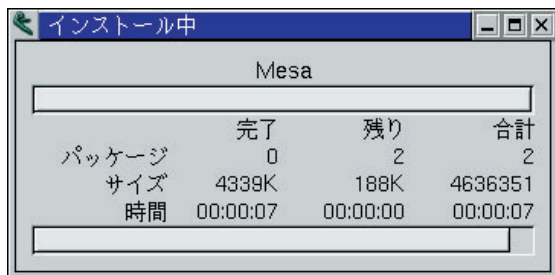 インストール中
Mesa
完了 残り 合計
パッケージ 0 2 2
サイズ 4339K 188K 4636351
時間 00:00:07 00:00:00 00:00:07